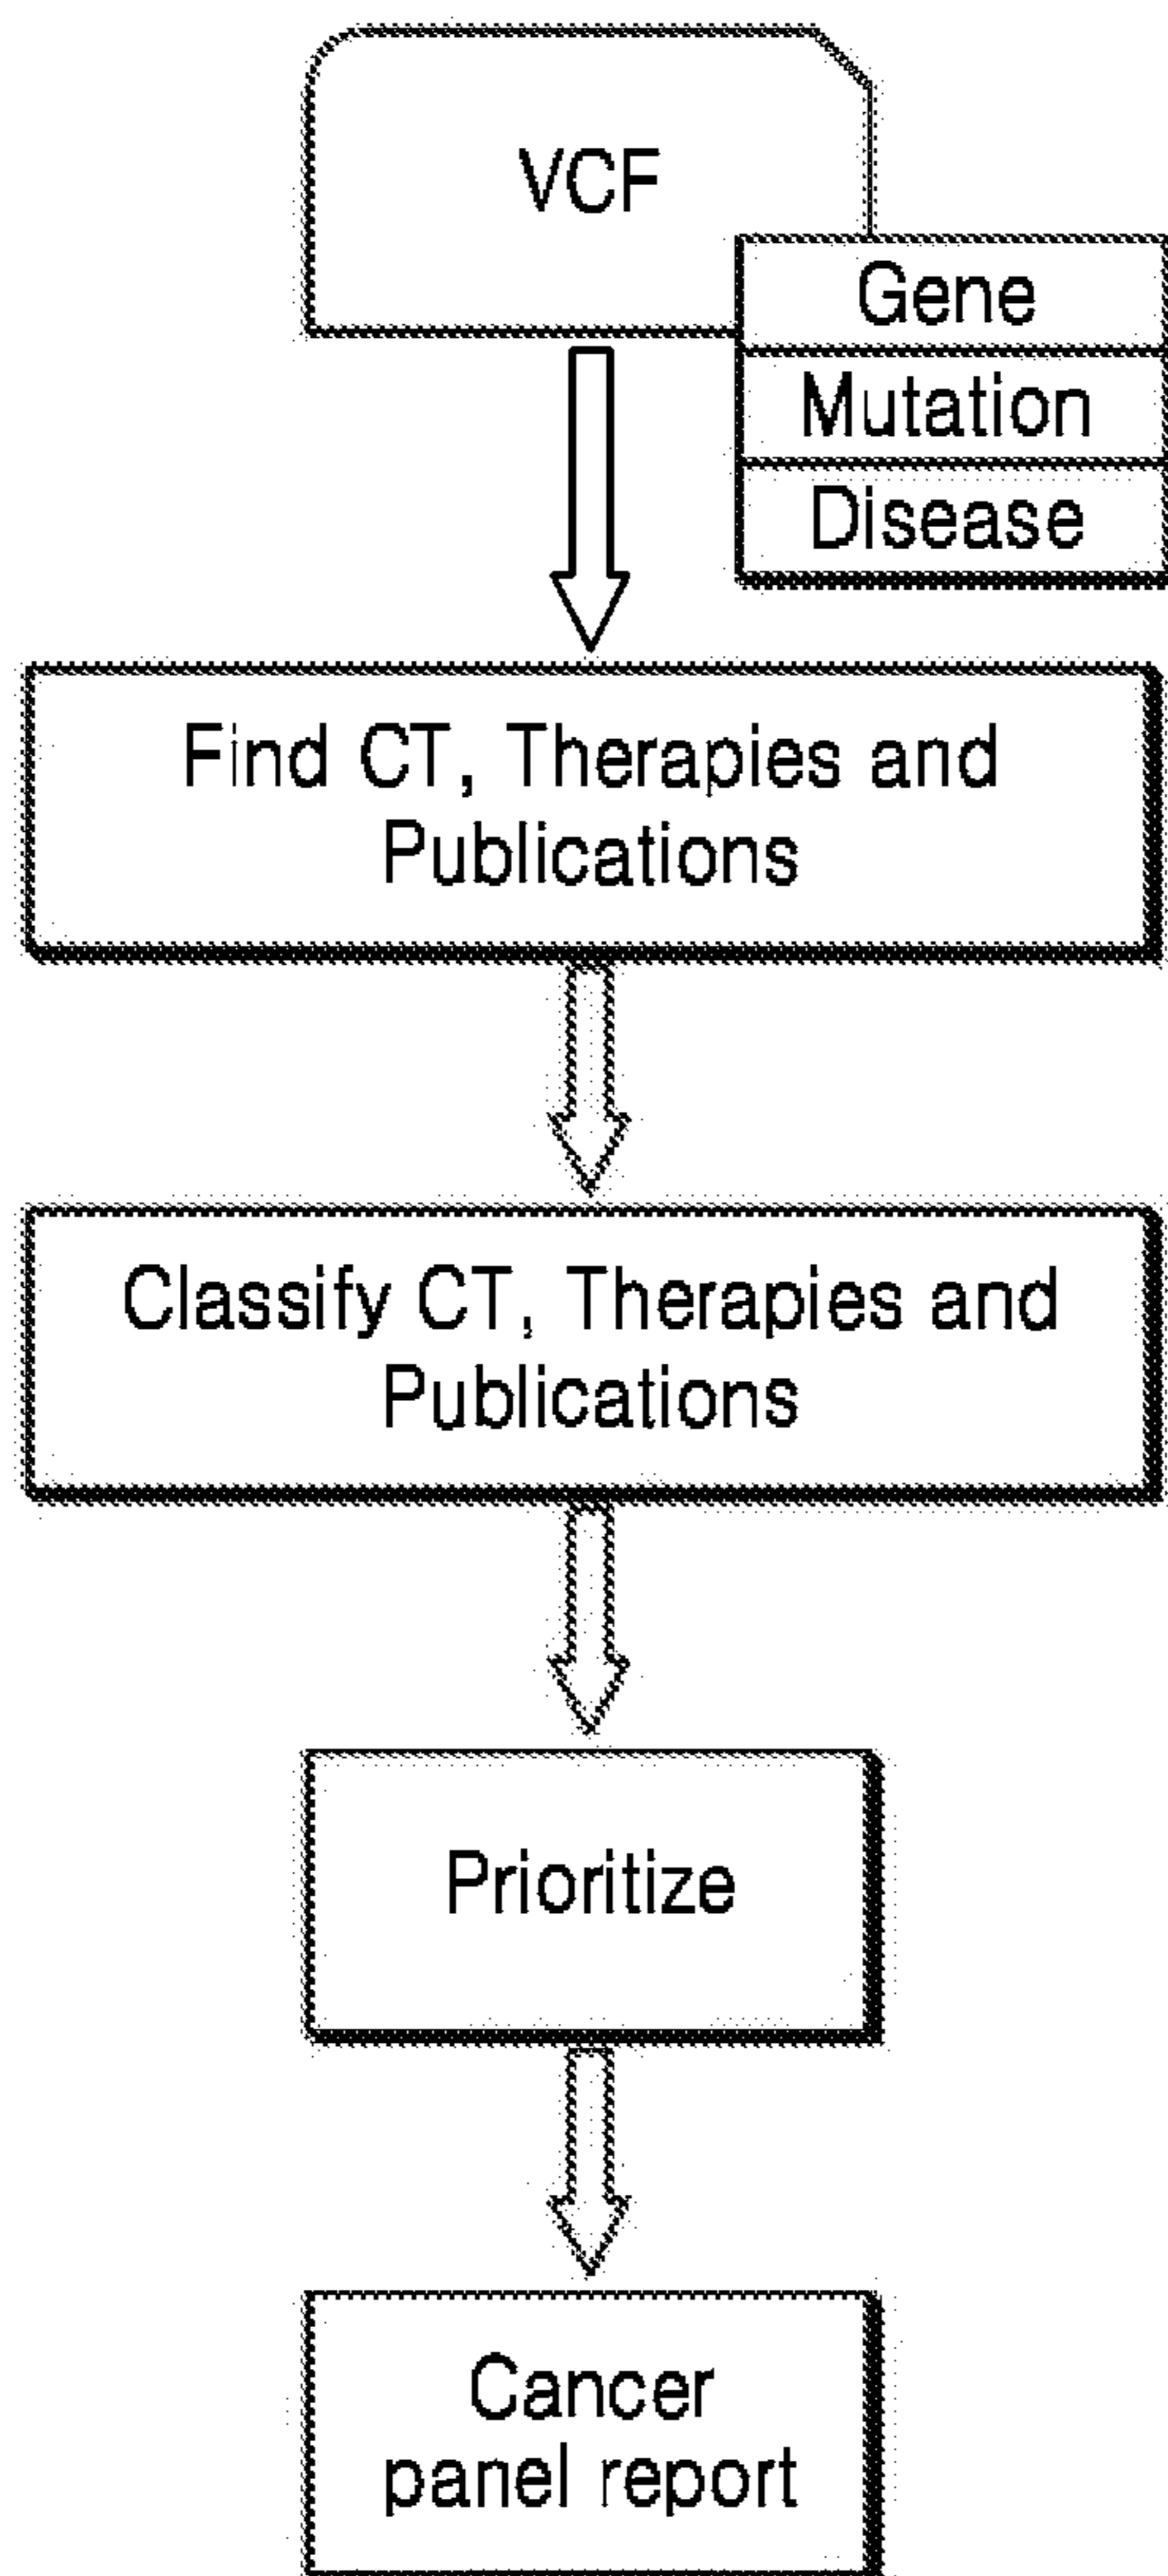 VCF
Gene
Mutation
Disease
Find CT, Therapies and
Publications
Classify CT, Therapies and
Publications
Prioritize
Cancer
panel report